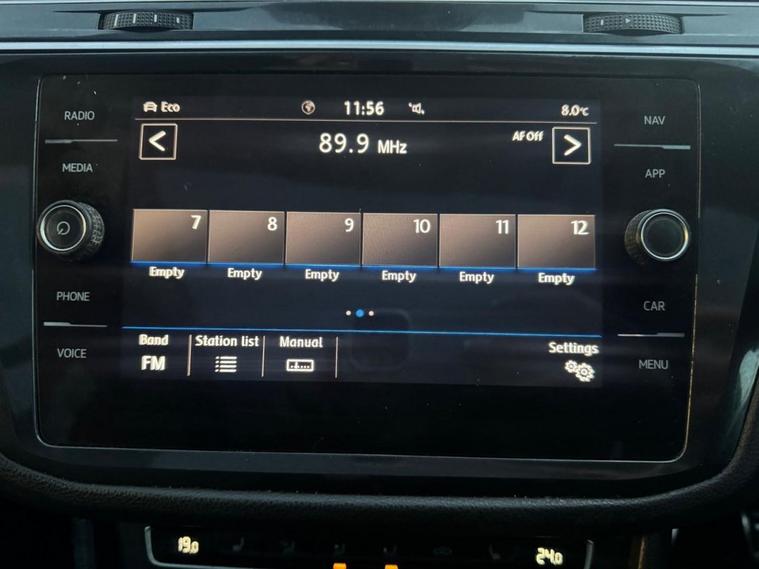 RADIO
MEDIA
PHONE
VOICE
Eco
11:56
8.0°C
< 89.9 MHz AF Off >
7 8 9 10 11 12
Empty Empty Empty Empty Empty Empty
Band Station list Manual Settings
FM
NAV
APP
CAR
MENU
19.0 24.0